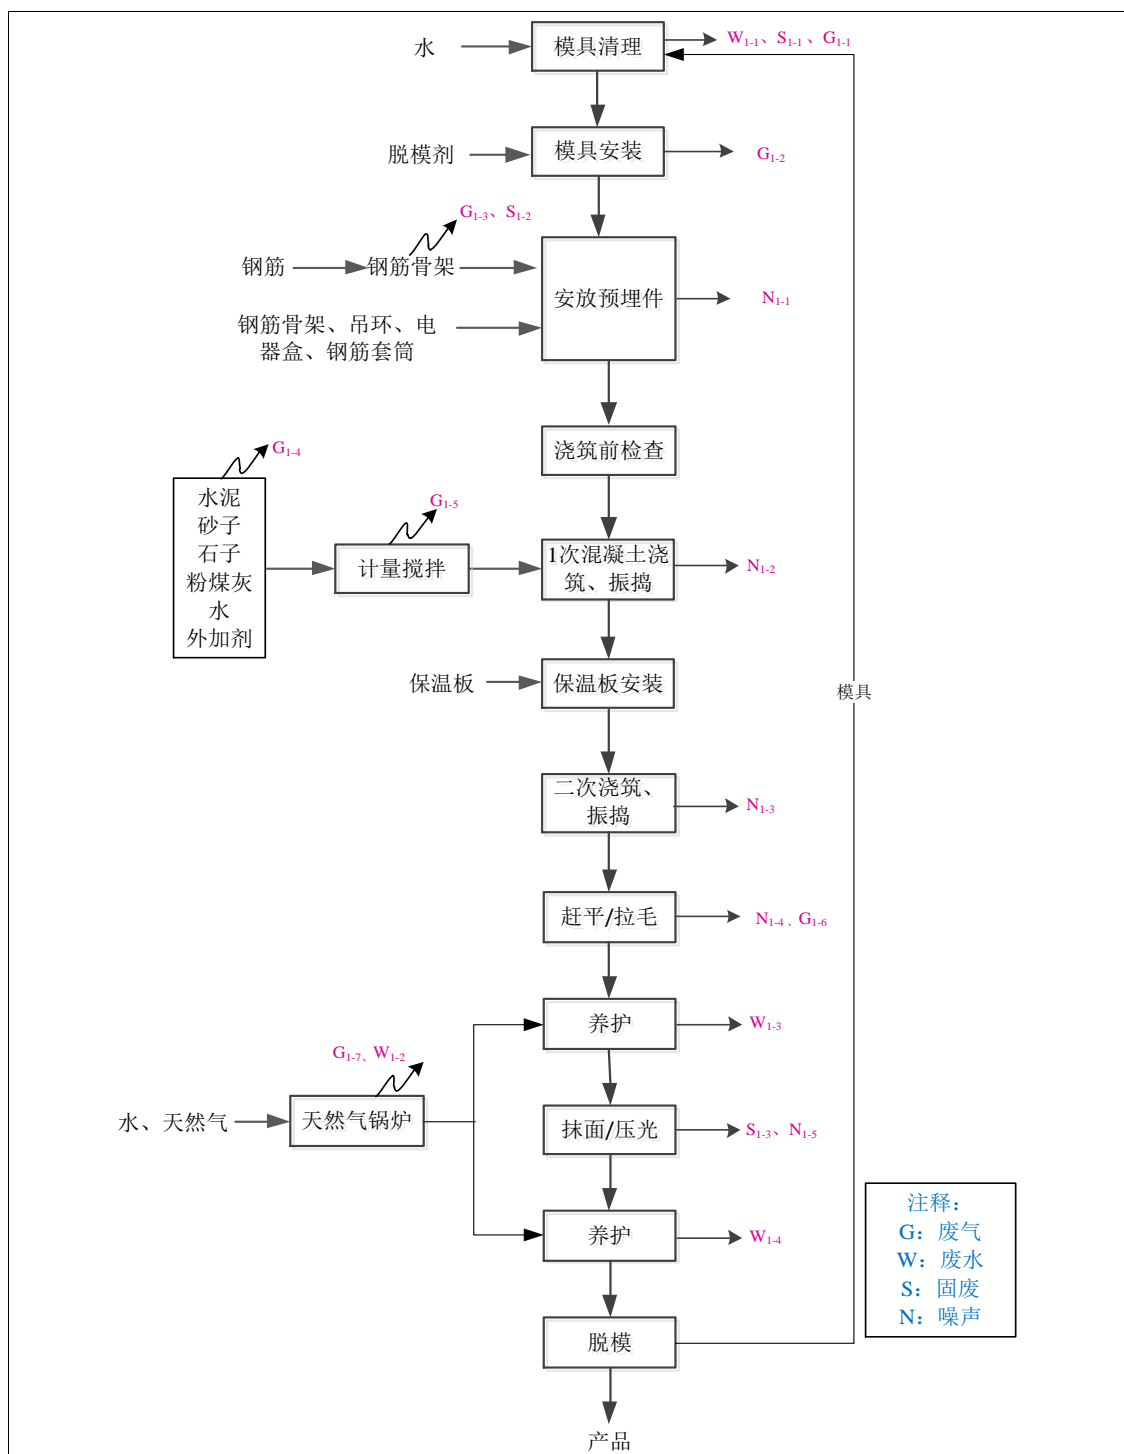 水
模具清理
W1-1、S1-1、G1-1
脱模剂
模具安装
G1-2
G1-3、S1-2
钢筋
钢筋骨架
安放预埋件
N1-1
钢筋骨架、吊环、电
器盒、钢筋套筒
浇筑前检查
G1-4
水泥
砂子
石子
粉煤灰
水
外加剂
G1-5
计量搅拌
1次混凝土浇
筑、振捣
N1-2
保温板
保温板安装
模具
二次浇筑、
振捣
N1-3
赶平/拉毛
N1-4、G1-6
养护
W1-3
G1-7、W1-2
水、天然气
天然气锅炉
抹面/压光
S1-3、N1-5
养护
W1-4
注释：
G：废气
W：废水
S：固废
N：噪声
脱模
产品